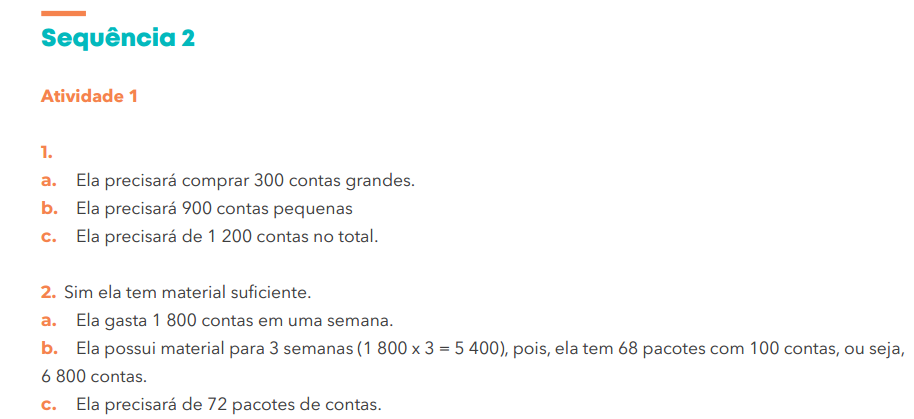 Sequência 2
Atividade 1
1.
a. Ela precisará comprar 300 contas grandes.
b. Ela precisará 900 contas pequenas
c. Ela precisará de 1 200 contas no total.
2. Sim ela tem material suficiente.
a. Ela gasta 1 800 contas em uma semana.
b. Ela possui material para 3 semanas (1 800 x 3 = 5 400), pois, ela tem 68 pacotes com 100 contas, ou seja,
6 800 contas.
c. Ela precisará de 72 pacotes de contas.